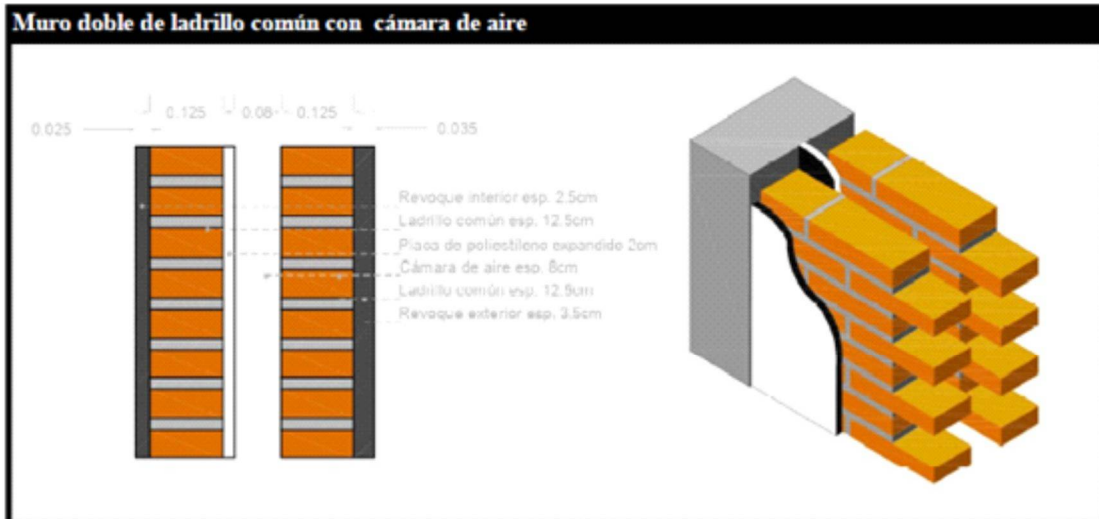 Muro doble de ladrillo común con cámara de aire
0.125 0.08 0.125
0.025 0.035
Revoque interior esp. 2.5cm
Ladrillo común esp. 12.5cm
Placa de poliestileno expandido 2cm
Cámara de aire esp. 8cm
Ladrillo común esp. 12.5cm
Revoque exterior esp. 3.5cm